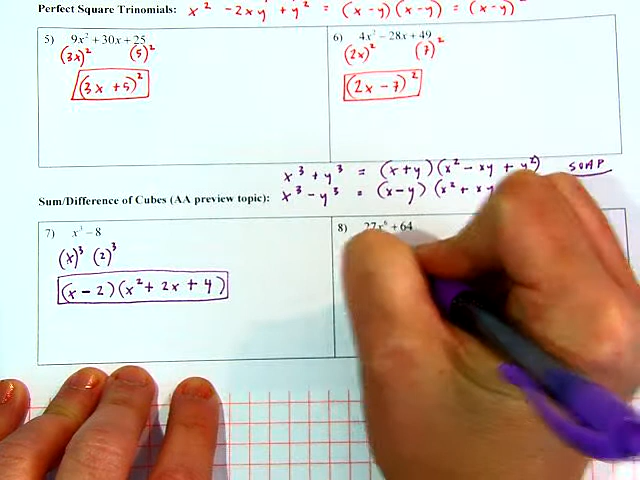 Perfect Square Trinomials: x² - 2xy + y² = (x-y)(x-y) = (x-y)²
5) 9x² + 30x + 25
(3x)² (5)²
(3x + 5)²
6) 4x² – 28x + 49
(2x)² (7)²
(2x - 7)²
x³ + y³ = (x+y)(x² - xy + y²) SOAP
Sum/Difference of Cubes (AA preview topic): x³ - y³ = (x-y)(x² + xy
7) x³ – 8
(x)³ (2)³
(x - 2)(x² + 2x + 4)
8) 27x⁶ + 64